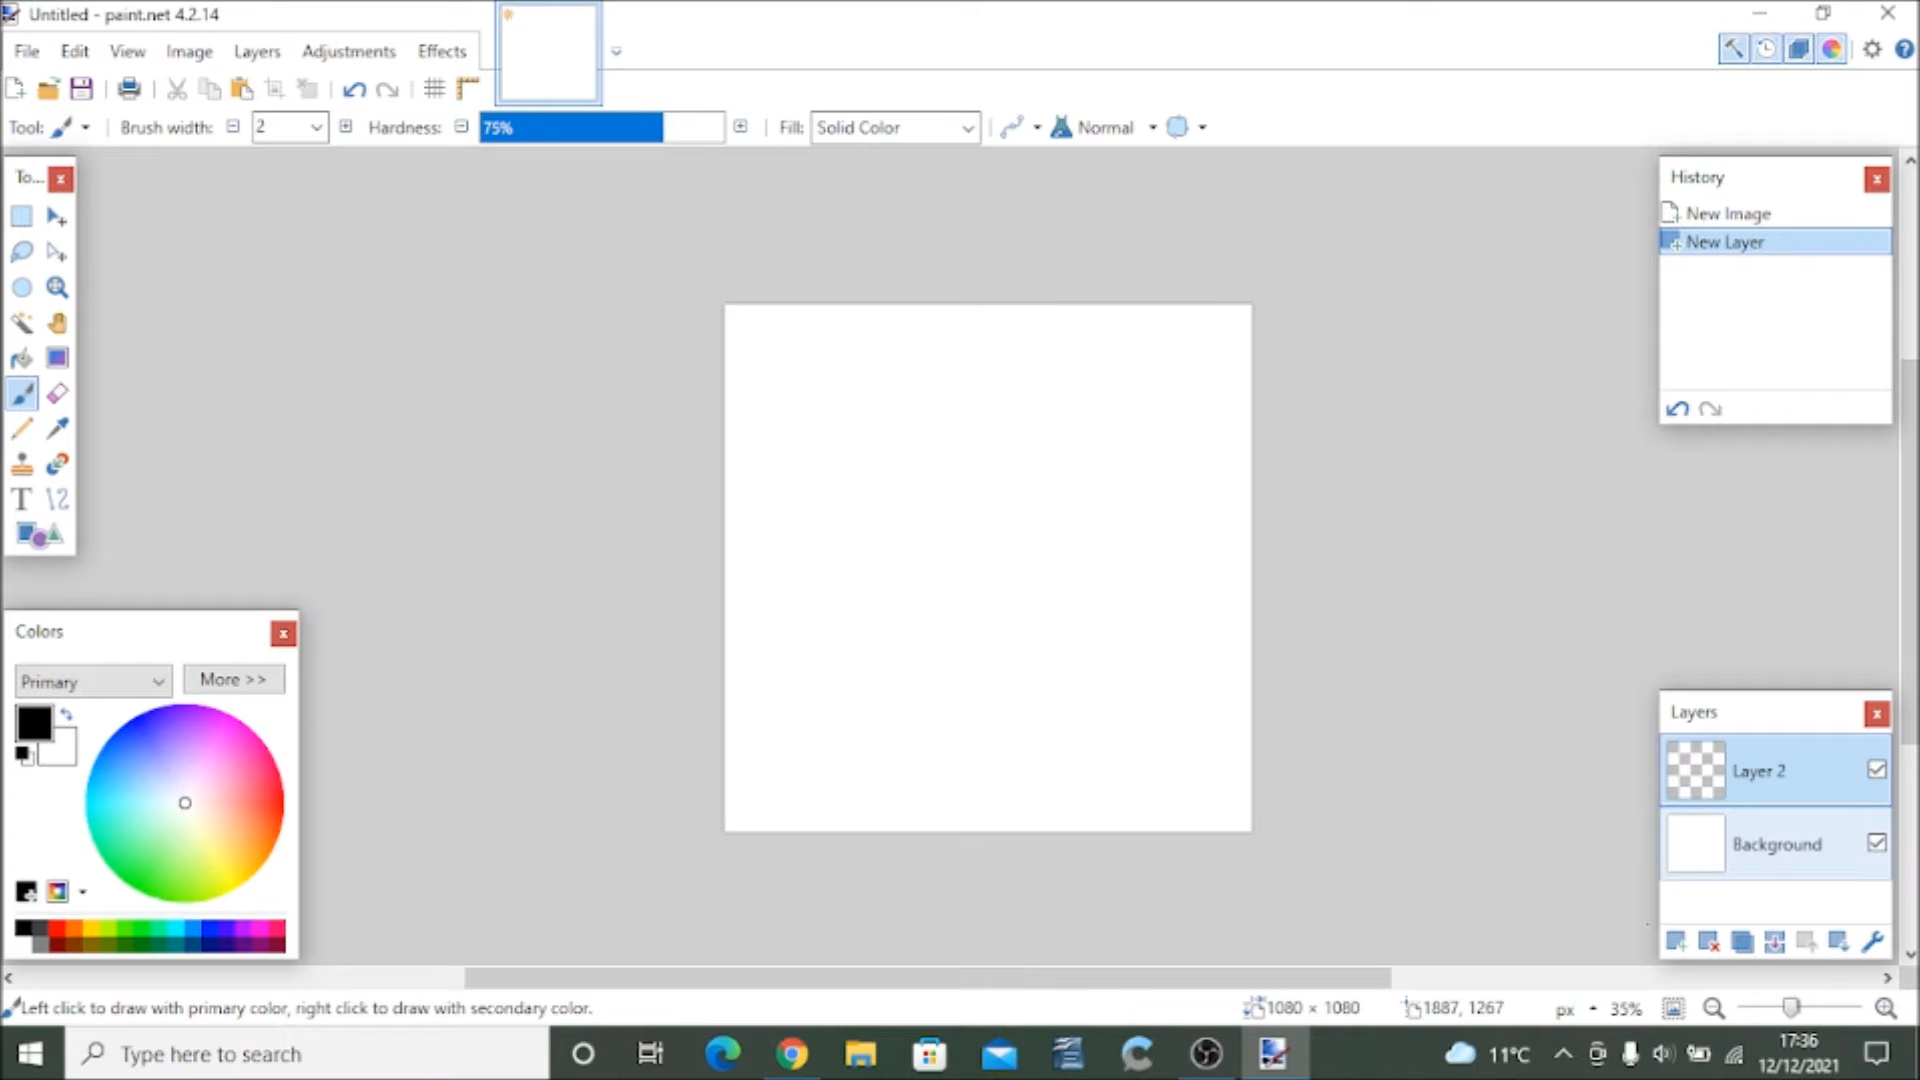 Untitled - paint.net 4.2.14
File Edit View Image Layers Adjustments Effects
Tool: Brush width: 2 Hardness: 75% Fill: Solid Color Normal
To...
History
New Image
New Layer
Colors
Primary More >>
Layers
Layer 2
Background
Left click to draw with primary color, right click to draw with secondary color. 1080 × 1080 1887, 1267 px 35%
Type here to search 11°C 17:36
12/12/2021